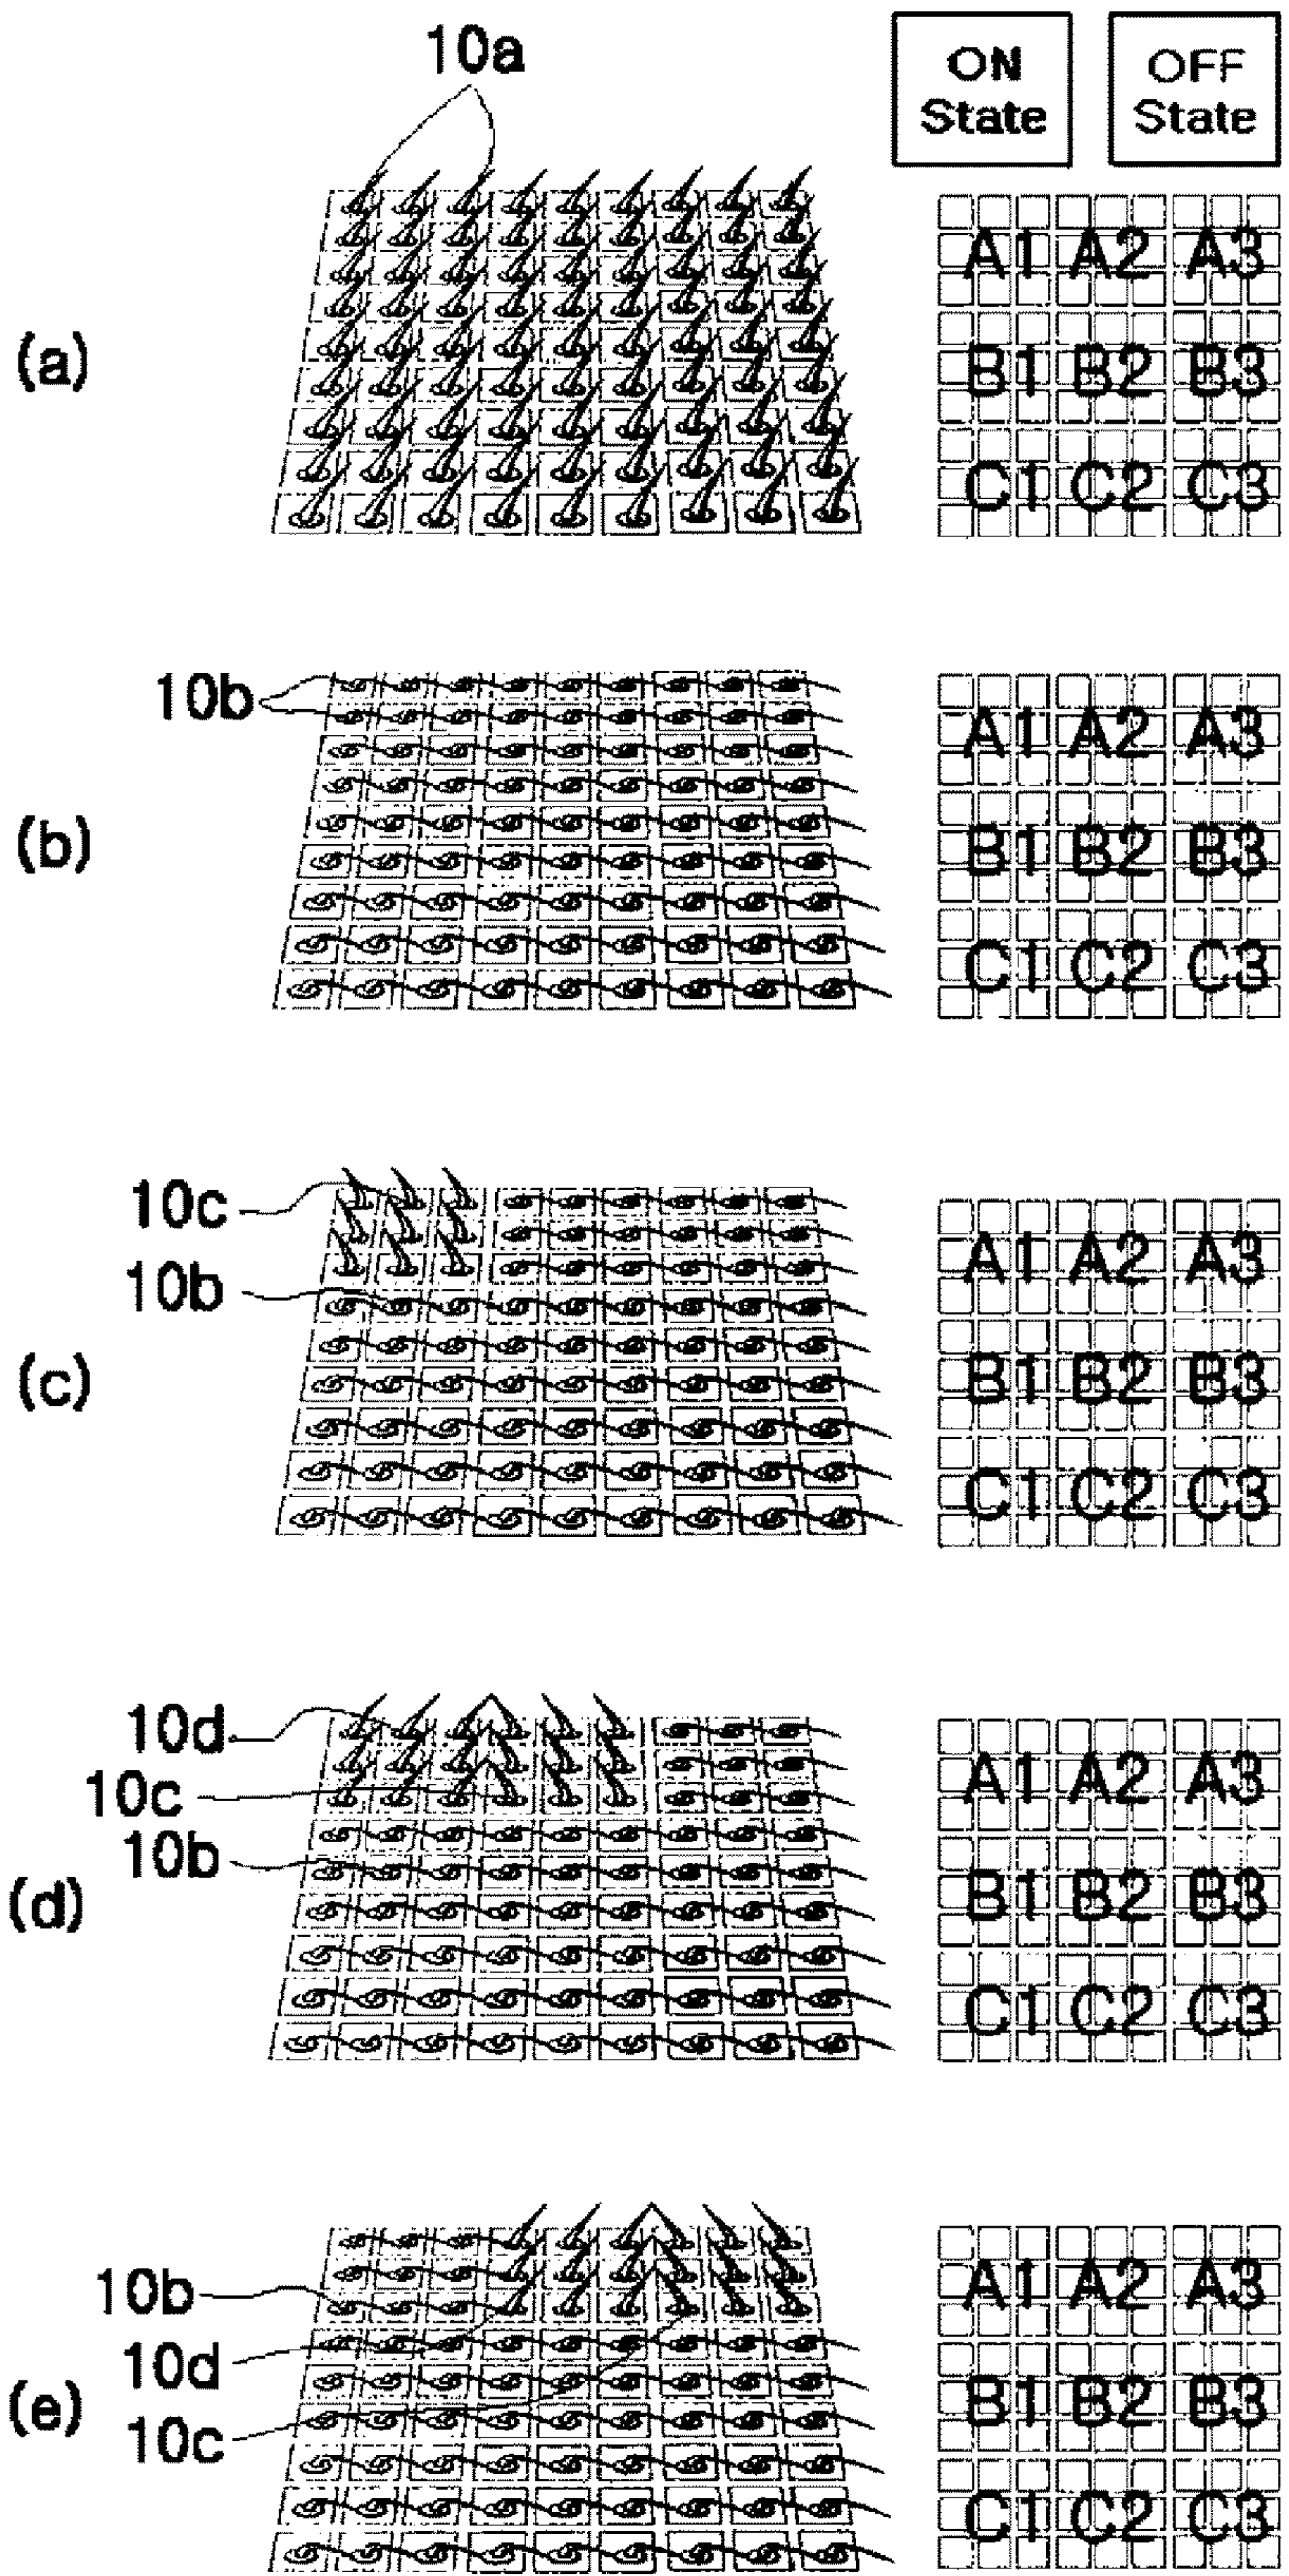 10a
ON
State
OFF
State
(a)
A1 A2 A3
B1 B2 B3
C1 C2 C3
10b
(b)
A1 A2 A3
B1 B2 B3
C1 C2 C3
10c
10b
(c)
A1 A2 A3
B1 B2 B3
C1 C2 C3
10d
10c
10b
(d)
A1 A2 A3
B1 B2 B3
C1 C2 C3
10b
10d
10c
(e)
A1 A2 A3
B1 B2 B3
C1 C2 C3